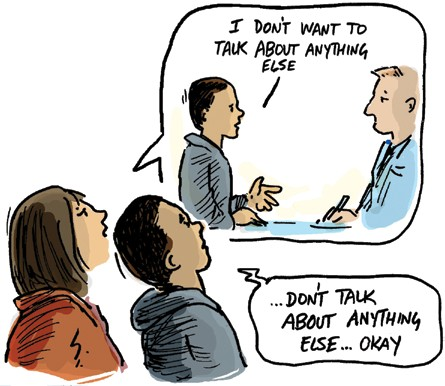 I DON'T WANT TO
TALK ABOUT ANYTHING
ELSE
...DON'T TALK
ABOUT ANYTHING
ELSE... OKAY